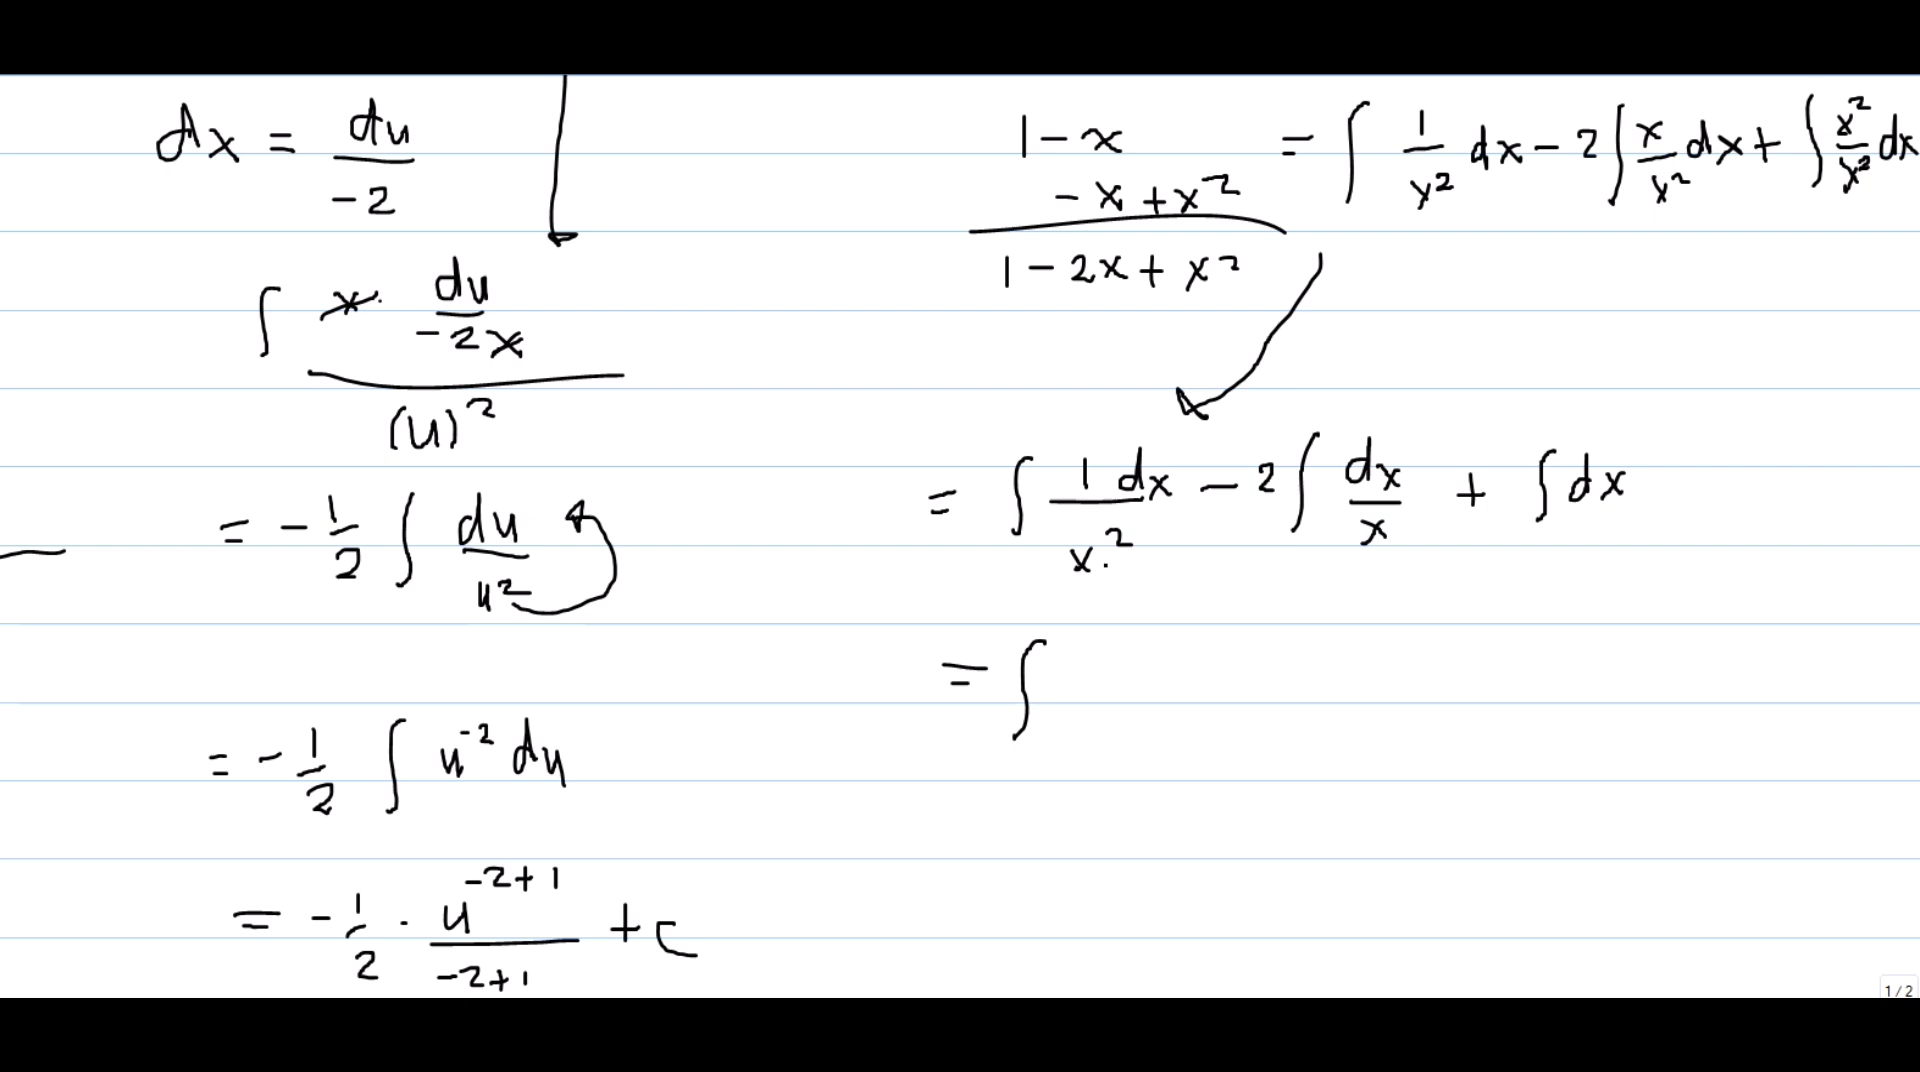 dx = du/-2
∫ x · du/-2x / (u)²
= - 1/2 ∫ du/u²
= - 1/2 ∫ u⁻² du
= - 1/2 · u⁻²⁺¹/-2+1 + c
1 - x
- x + x²
1 - 2x + x²
= ∫ 1/x² dx - 2 ∫ x/x² dx + ∫ x²/x² dx
= ∫ 1 dx/x² - 2 ∫ dx/x + ∫ dx
= ∫
1/2